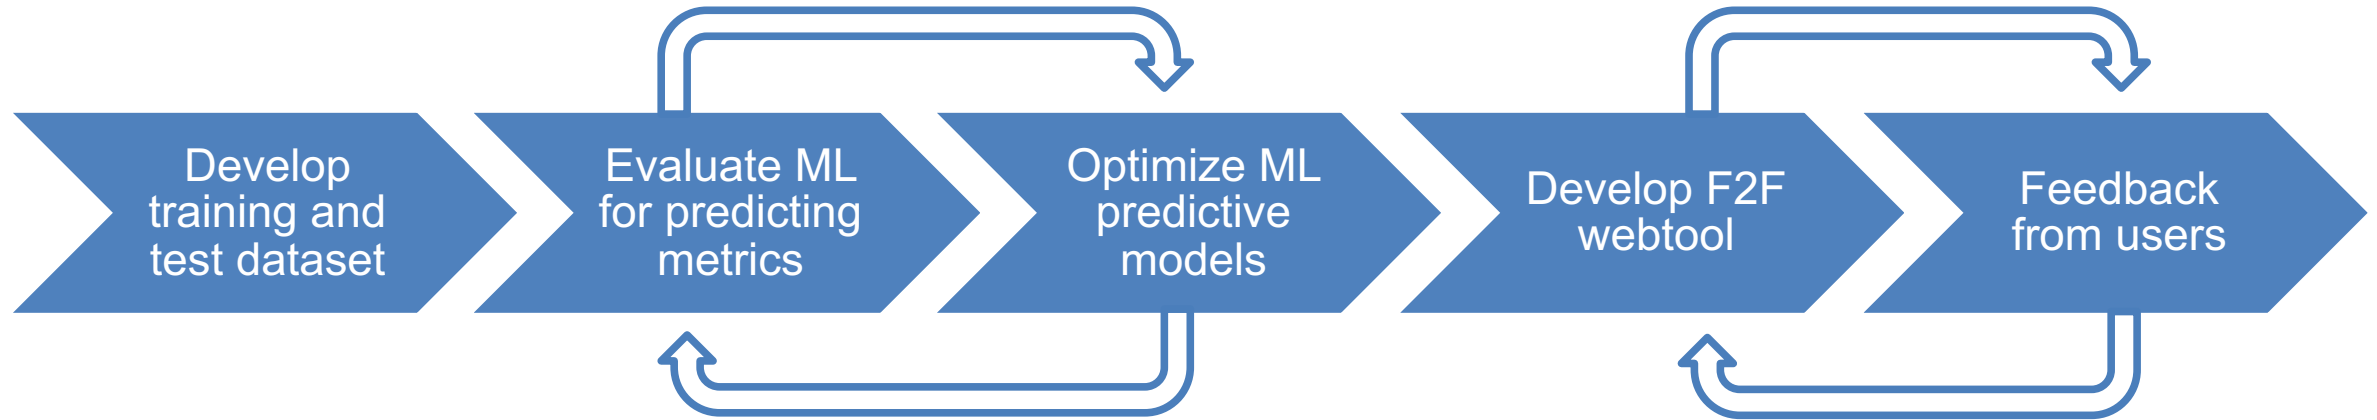 Develop
training and
test dataset
Evaluate ML
for predicting
metrics
Optimize ML
predictive
models
Develop F2F
webtool
Feedback
from users